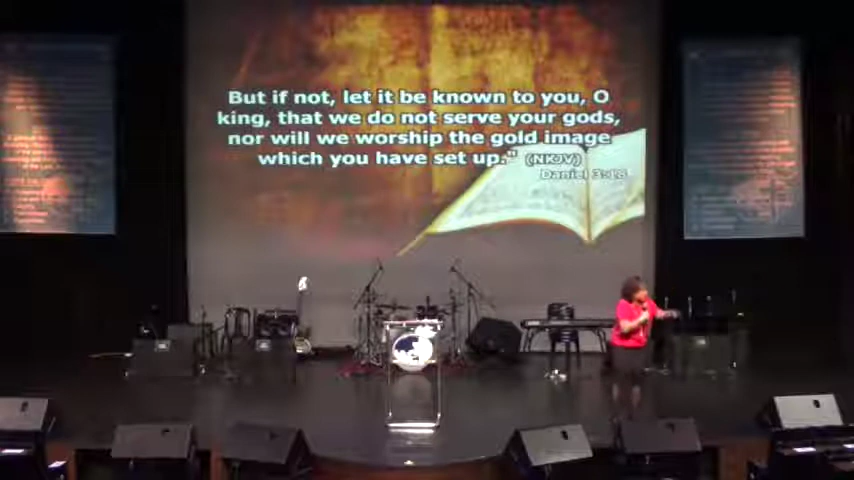 But if not, let it be known to you, O
king, that we do not serve your gods,
nor will we worship the gold image
which you have set up." (NKJV)
Daniel 3:18